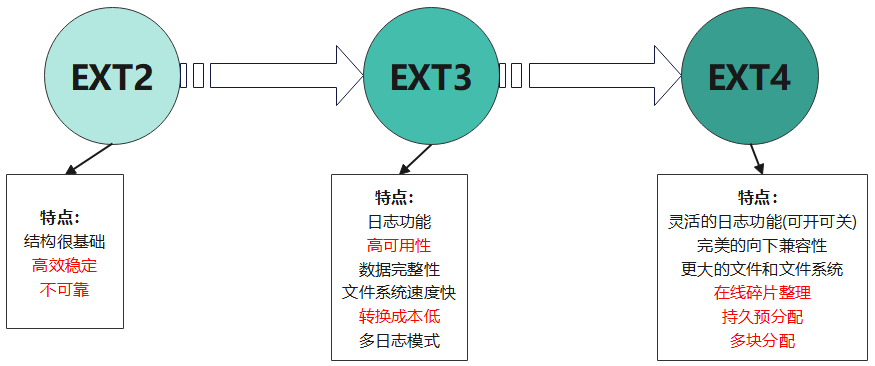 EXT2
EXT3
EXT4
特点：
结构很基础
高效稳定
不可靠
特点：
日志功能
高可用性
数据完整性
文件系统速度快
转换成本低
多日志模式
特点：
灵活的日志功能(可开可关)
完美的向下兼容性
更大的文件和文件系统
在线碎片整理
持久预分配
多块分配